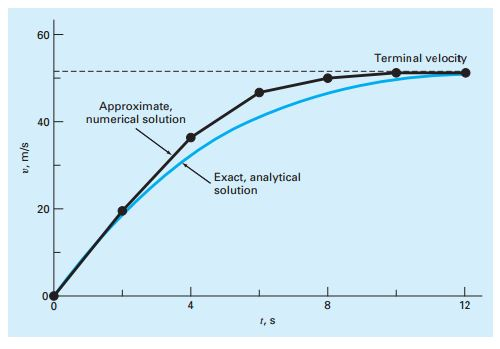 60
Terminal velocity
Approximate,
numerical solution
40
υ, m/s
Exact, analytical
solution
20
0
0
4
8
12
t, s